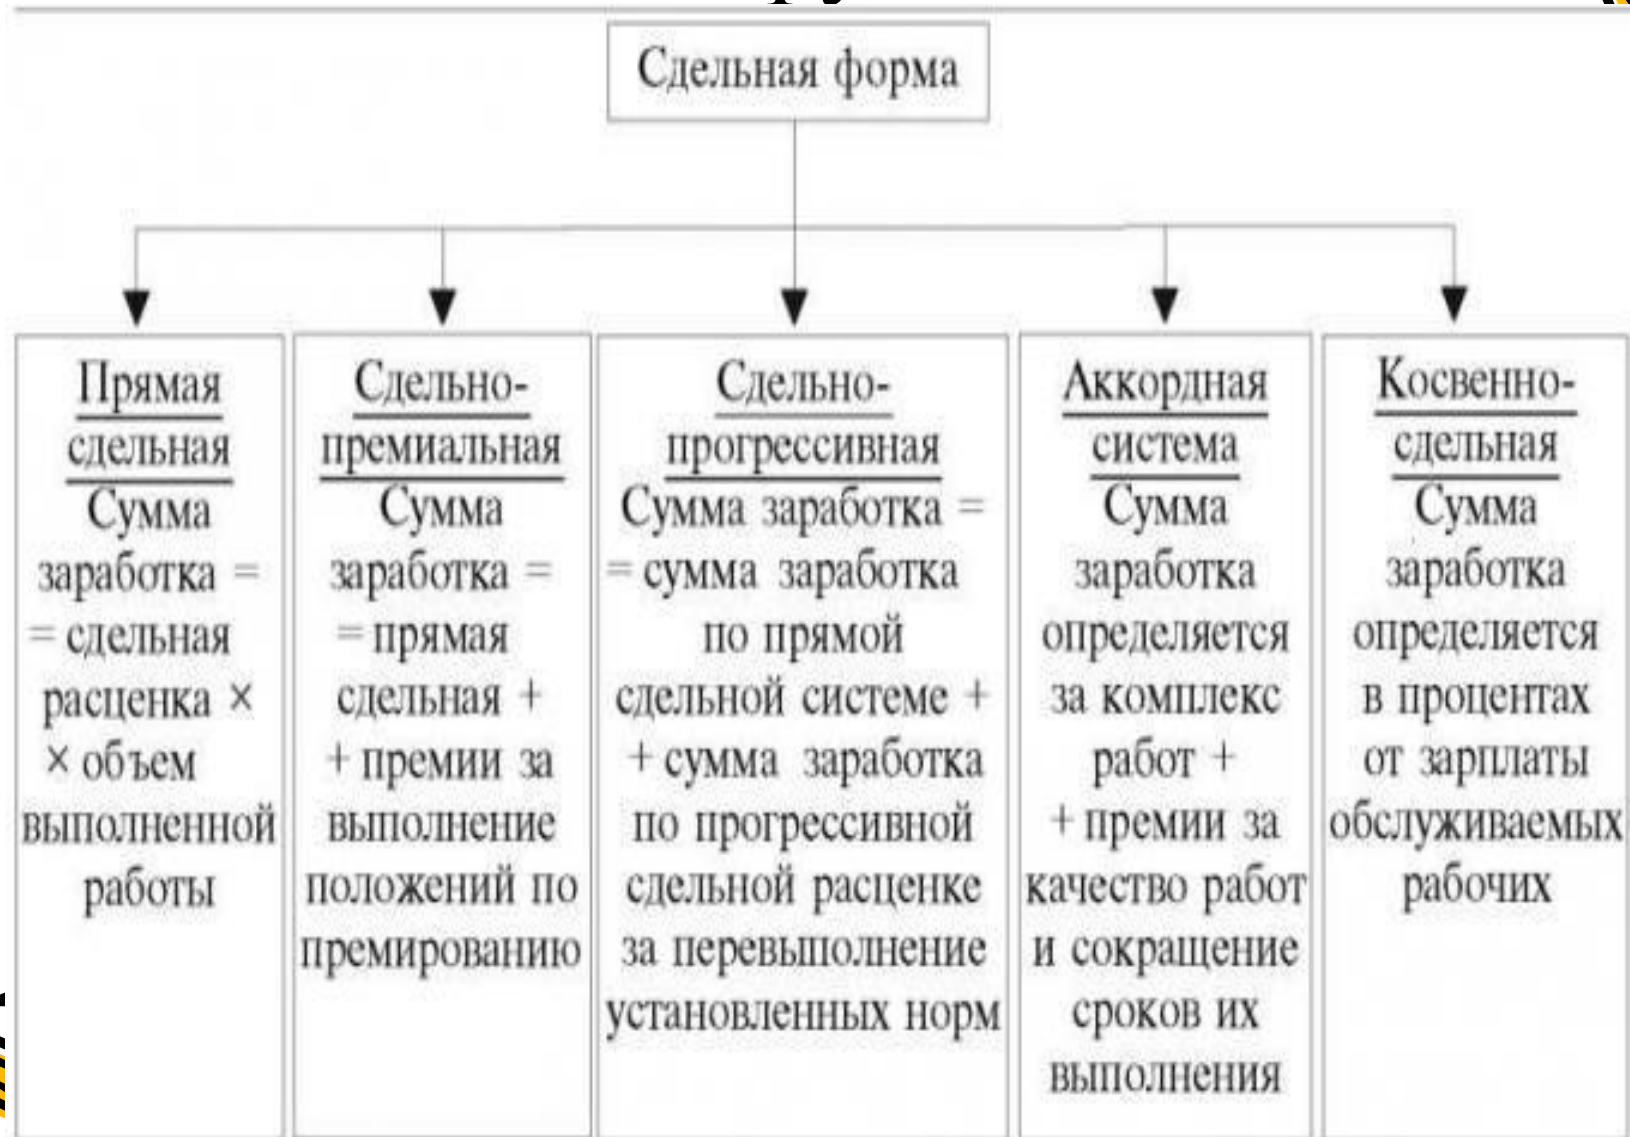 Сдельная форма
Прямая
сдельная
Сумма
заработка =
= сдельная
расценка ×
× объем
выполненной
работы
Сдельно-
премиальная
Сумма
заработка =
= прямая
сдельная +
+ премии за
выполнение
положений по
премированию
Сдельно-
прогрессивная
Сумма заработка =
= сумма заработка
по прямой
сдельной системе +
+ сумма заработка
по прогрессивной
сдельной расценке
за перевыполнение
установленных норм
Аккордная
система
Сумма
заработка
определяется
за комплекс
работ +
+ премии за
качество работ
и сокращение
сроков их
выполнения
Косвенно-
сдельная
Сумма
заработка
определяется
в процентах
от зарплаты
обслуживаемых
рабочих